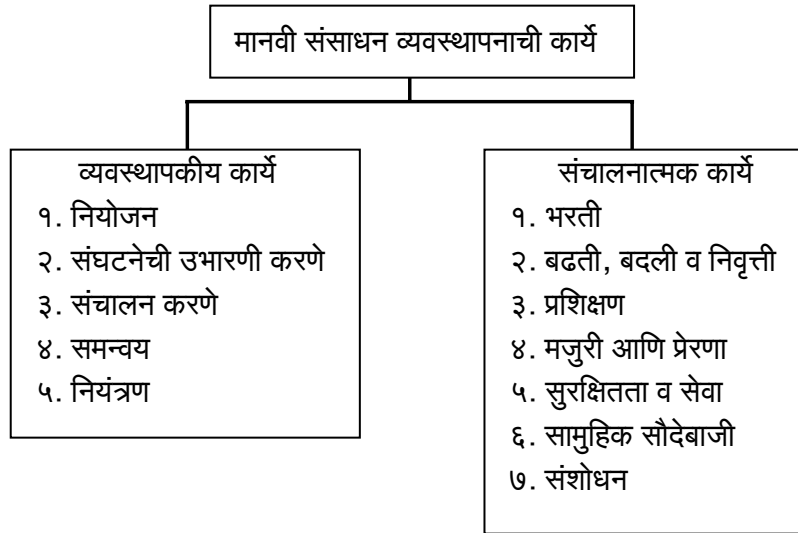 मानवी संसाधन व्यवस्थापनाची कार्ये
व्यवस्थापकीय कार्ये
१. नियोजन
२. संघटनेची उभारणी करणे
३. संचालन करणे
४. समन्वय
५. नियंत्रण
संचालनात्मक कार्ये
१. भरती
२. बढती, बदली व निवृत्ती
३. प्रशिक्षण
४. मजुरी आणि प्रेरणा
५. सुरक्षितता व सेवा
६. सामुहिक सौदेबाजी
७. संशोधन